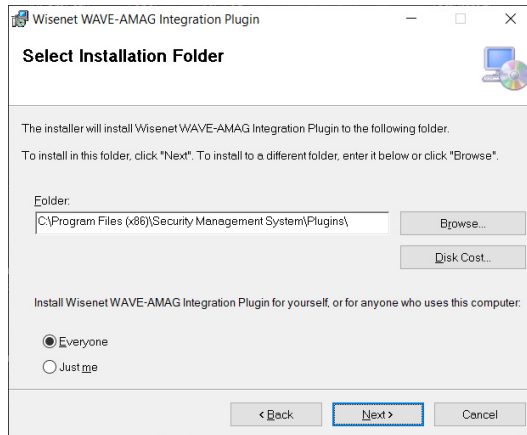 Wisenet WAVE-AMAG Integration Plugin
Select Installation Folder
The installer will install Wisenet WAVE-AMAG Integration Plugin to the following folder.
To install in this folder, click "Next". To install to a different folder, enter it below or click "Browse".
Folder:
C:\Program Files (x86)\Security Management System\Plugins\
Browse...
Disk Cost...
Install Wisenet WAVE-AMAG Integration Plugin for yourself, or for anyone who uses this computer:
Everyone
Just me
< Back
Next >
Cancel